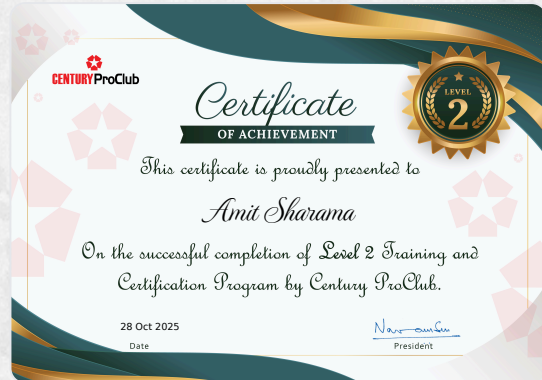 CENTURY ProClub
LEVEL
2
Certificate
OF ACHIEVEMENT
This certificate is proudly presented to
Amit Sharama
On the successful completion of Level 2 Training and
Certification Program by Century ProClub.
28 Oct 2025
Date
President